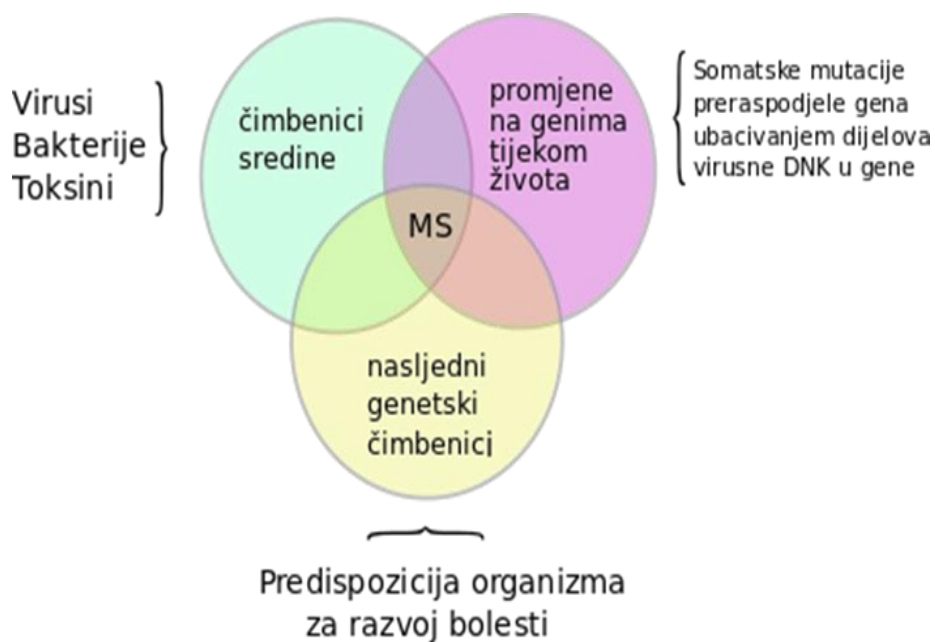 Virusi
Bakterije
Toksini
čimbenici
sredine
promjene
na genima
tijekom
života
Somatske mutacije
preraspodjele gena
ubacivanjem dijelova
virusne DNK u gene
MS
nasljedni
genetski
čimbenici
Predispozicija organizma
za razvoj bolesti